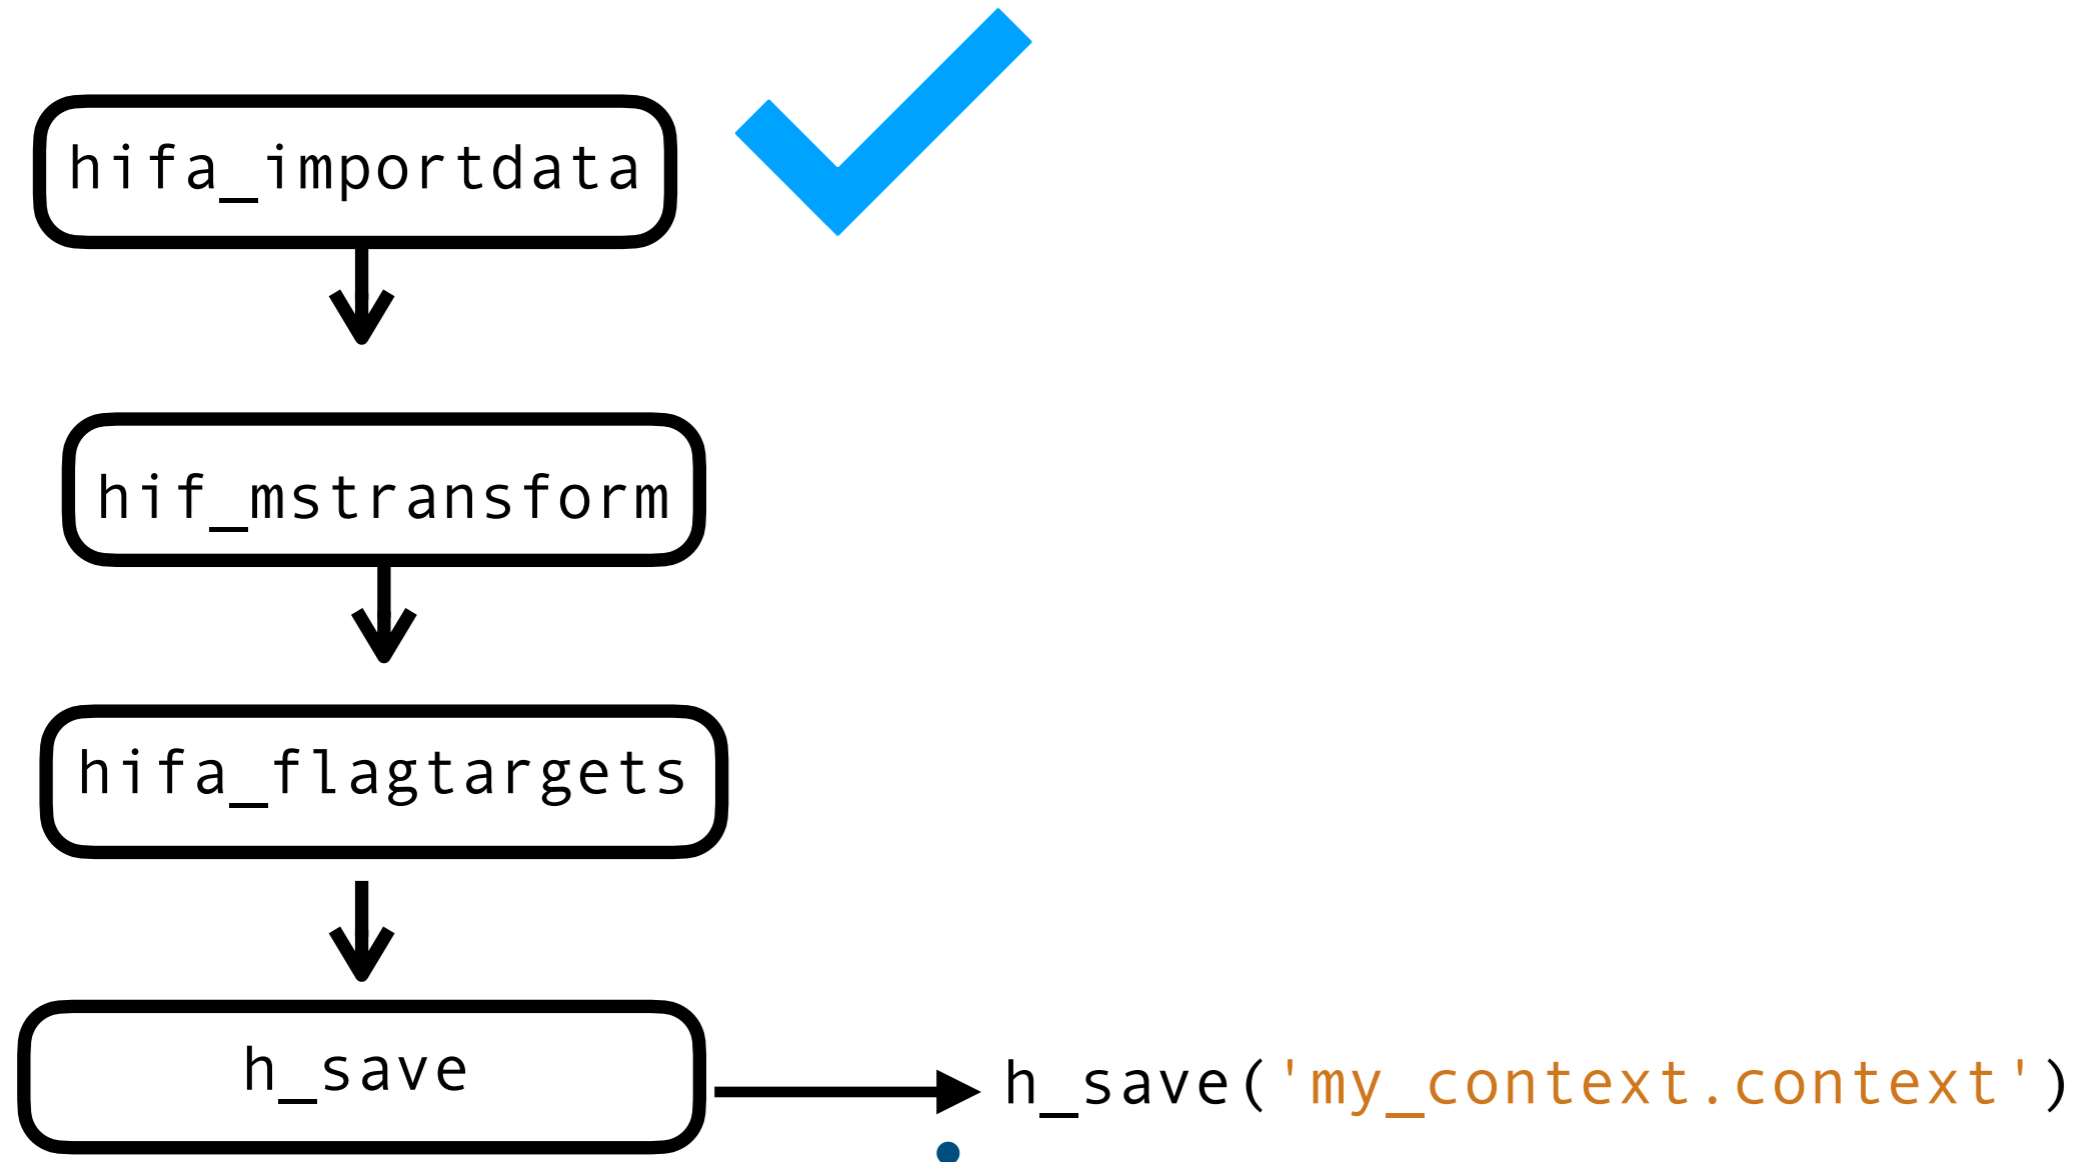 hifa_importdata
hif_mstransform
hifa_flagtargets
h_save
h_save('my_context.context')